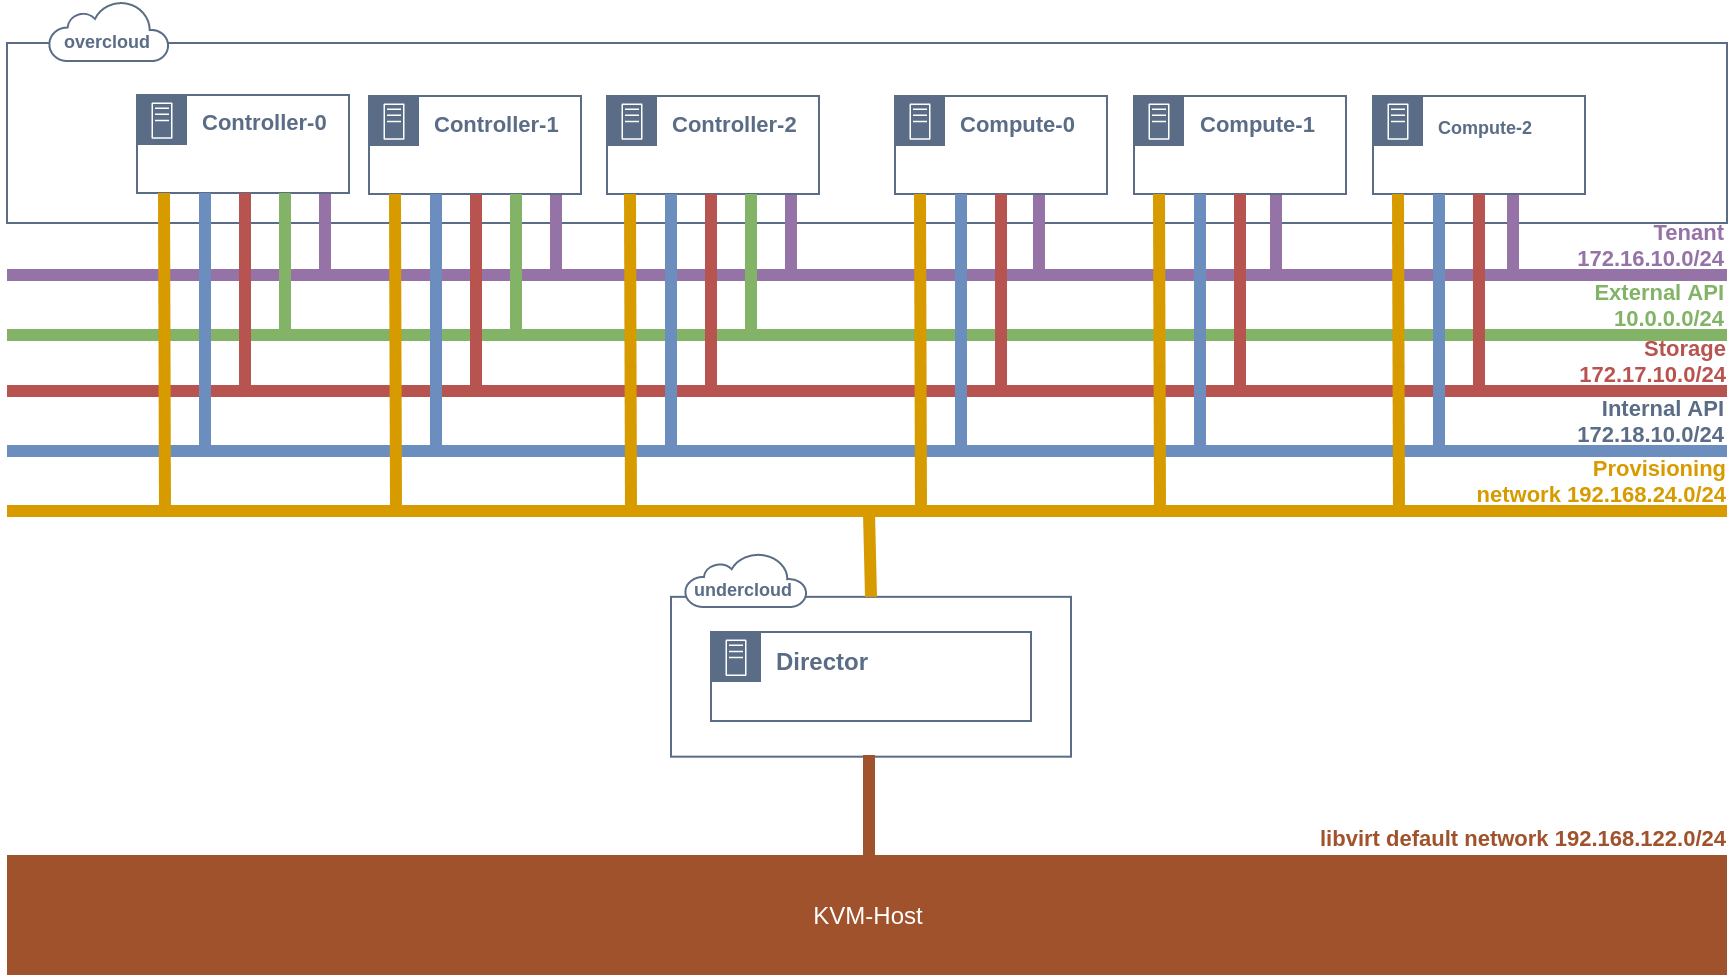 overcloud
Controller-0
Controller-1
Controller-2
Compute-0
Compute-1
Compute-2
Tenant
172.16.10.0/24
External API
10.0.0.0/24
Storage
172.17.10.0/24
Internal API
172.18.10.0/24
Provisioning
network 192.168.24.0/24
undercloud
Director
libvirt default network 192.168.122.0/24
KVM-Host